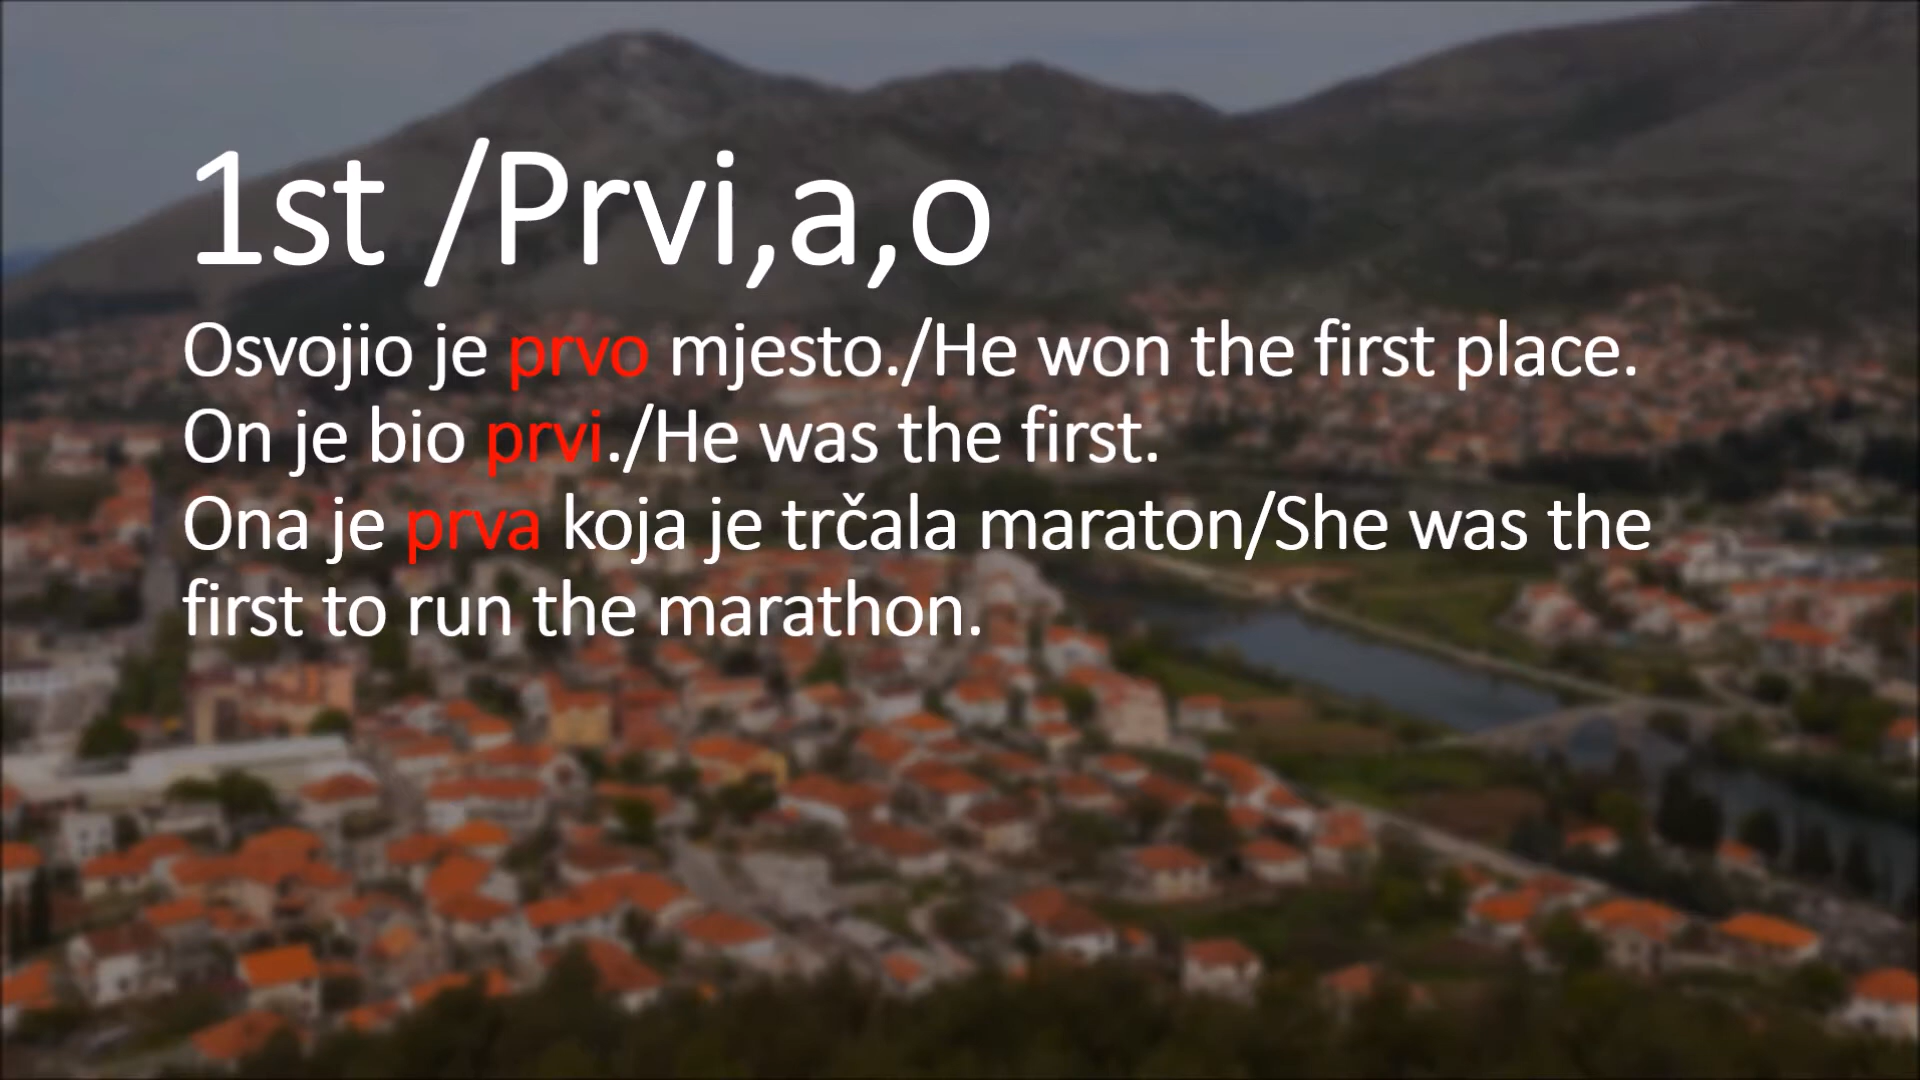 1st /Prvi,a,o
Osvojio je prvo mjesto./He won the first place.
On je bio prvi./He was the first.
Ona je prva koja je trčala maraton/She was the
first to run the marathon.